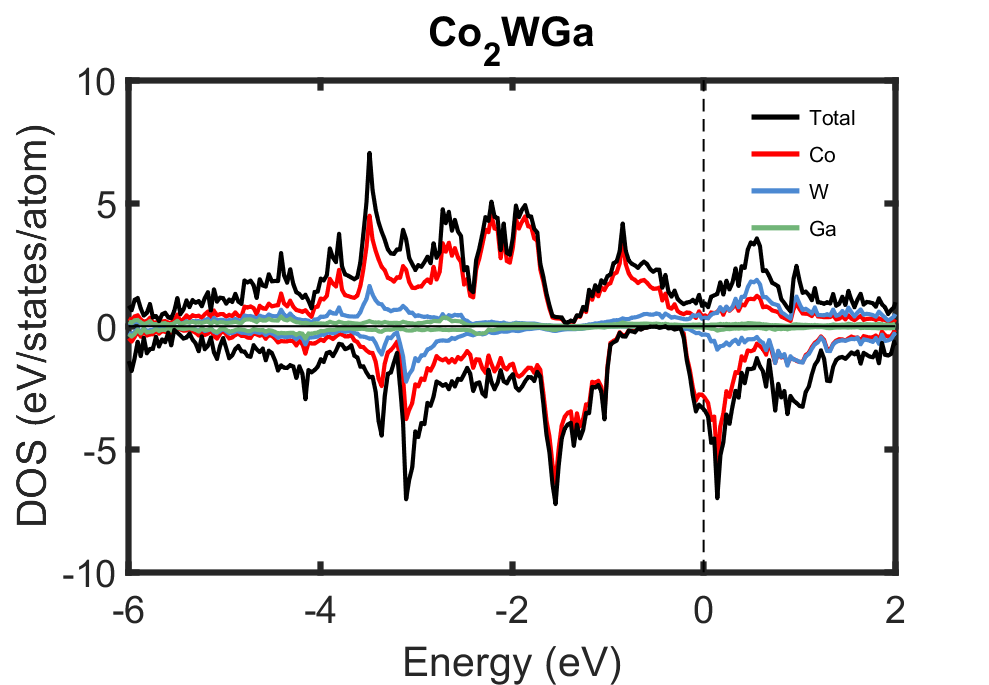 Co₂WGa
DOS (eV/states/atom)
10
5
0
0
-5
-10
Total
Co
W
Ga
-6
-4
-2
0
2
Energy (eV)